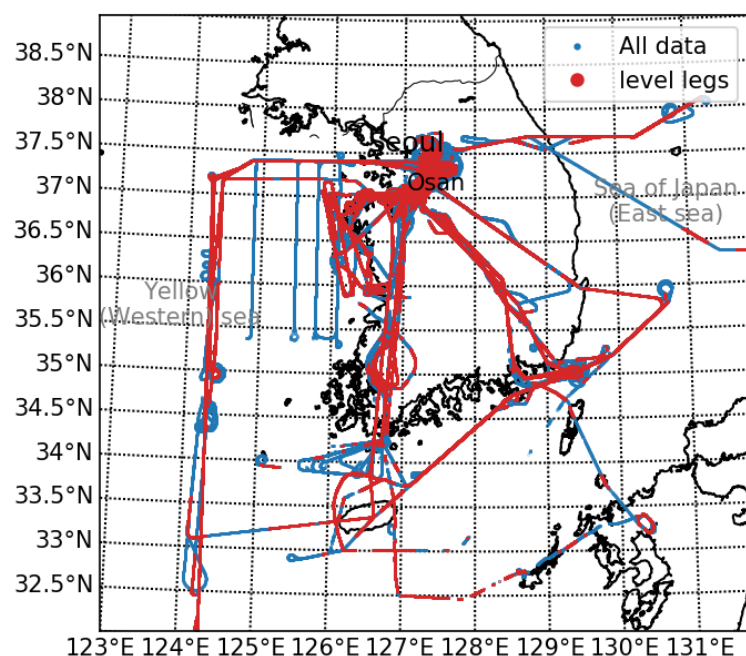 All data
level legs
38.5°N
38°N
37.5°N
37°N
36.5°N
36°N
35.5°N
35°N
34.5°N
34°N
33.5°N
33°N
32.5°N
eoul
Osan
Sea of Japan
(East sea)
Yellow
(Western) sea
123°E 124°E 125°E 126°E 127°E 128°E 129°E 130°E 131°E